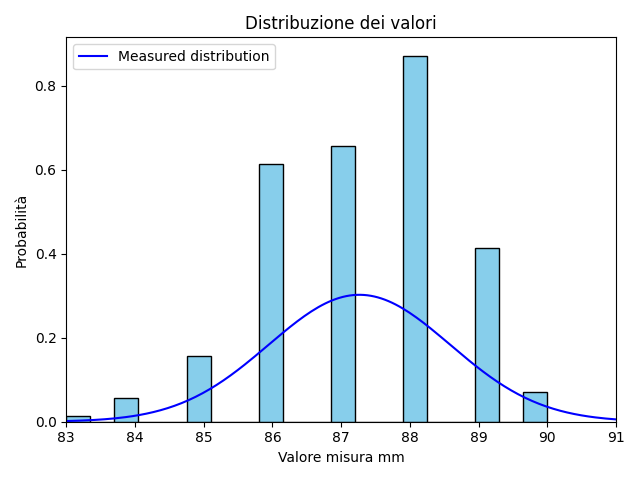 Distribuzione dei valori
Measured distribution
Probabilità
0.8
0.6
0.4
0.2
0.0
83 84 85 86 87 88 89 90 91
Valore misura mm